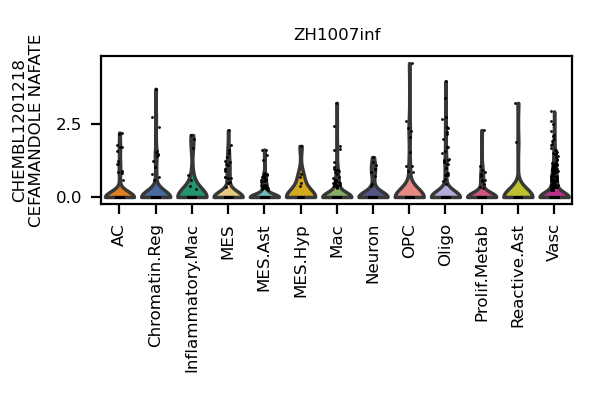 ZH1007inf
CHEMBL1201218
CEFAMANDOLE NAFATE
2.5
0.0
AC
Chromatin.Reg
Inflammatory.Mac
MES
MES.Ast
MES.Hyp
Mac
Neuron
OPC
Oligo
Prolif.Metab
Reactive.Ast
Vasc